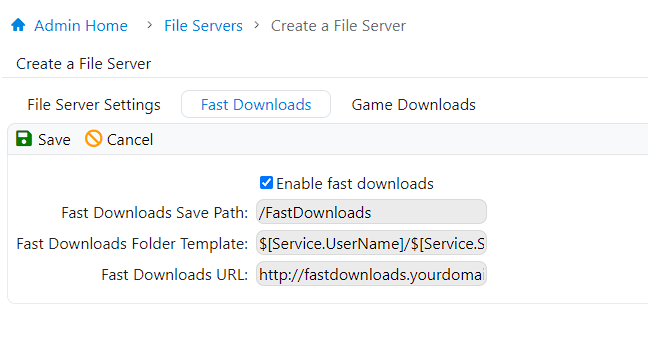 Admin Home > File Servers > Create a File Server
Create a File Server
File Server Settings Fast Downloads Game Downloads
Save Cancel
Enable fast downloads
Fast Downloads Save Path: /FastDownloads
Fast Downloads Folder Template: $[Service.UserName]/$[Service.S
Fast Downloads URL: http://fastdownloads.yourdomai